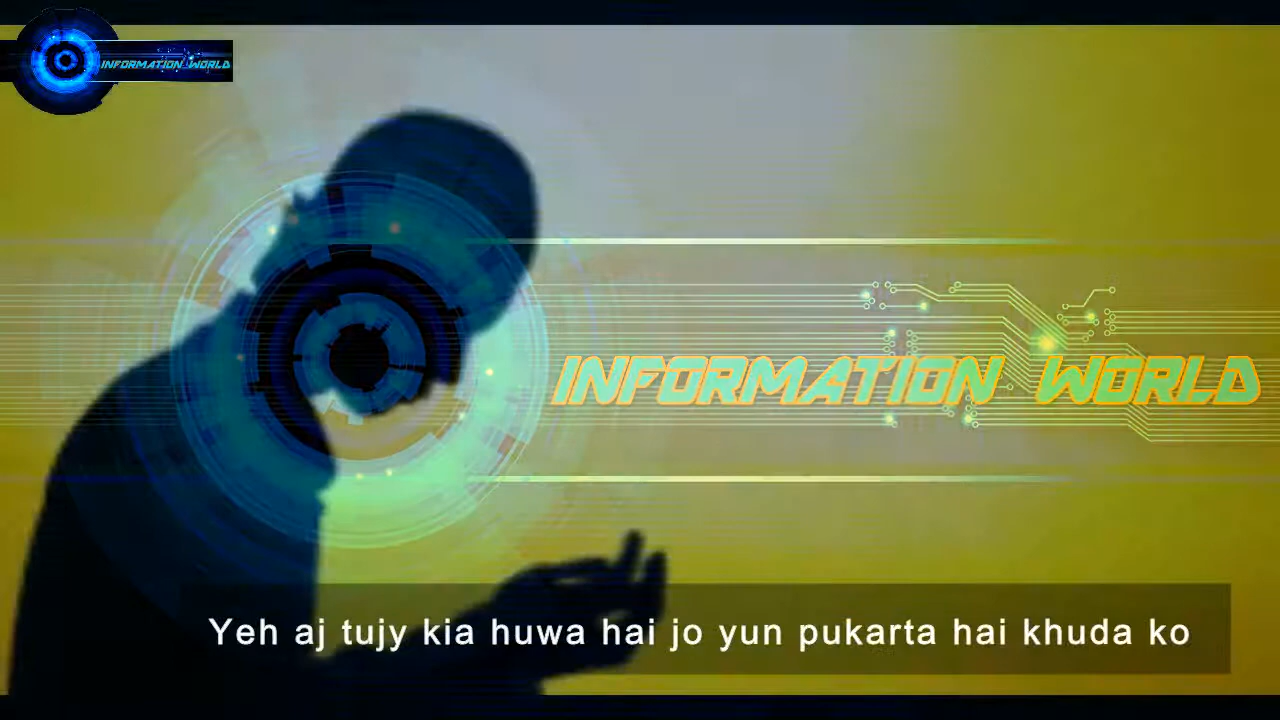 INFORMATION WORLD
INFORMATION WORLD
Yeh aj tujy kia huwa hai jo yun pukarta hai khuda ko